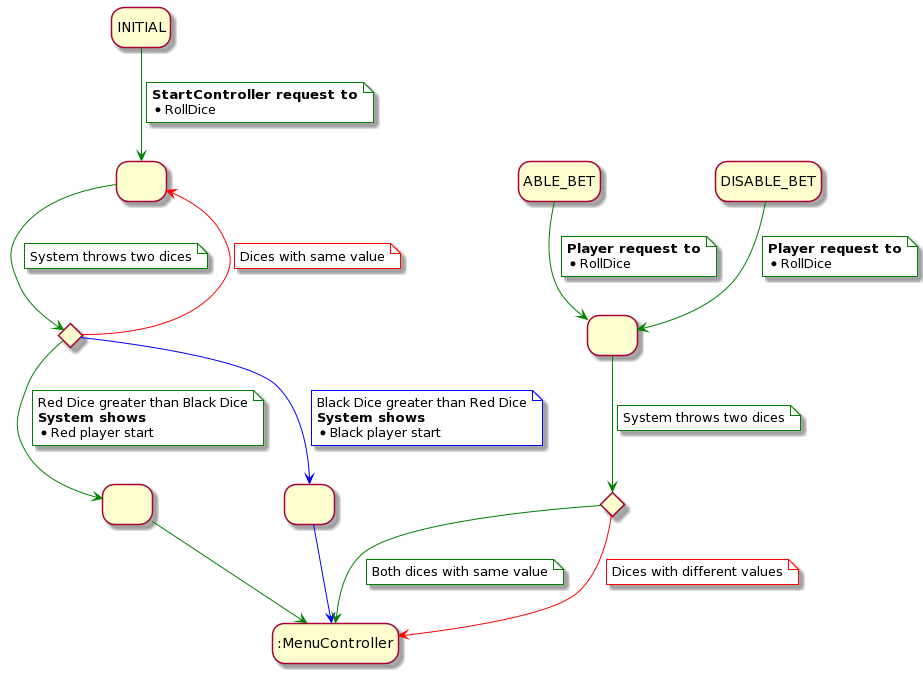 INITIAL
StartController request to
• RollDice
ABLE_BET
DISABLE_BET
System throws two dices
Dices with same value
Player request to
• RollDice
Player request to
• RollDice
Red Dice greater than Black Dice
System shows
• Red player start
Black Dice greater than Red Dice
System shows
• Black player start
System throws two dices
Both dices with same value
Dices with different values
:MenuController